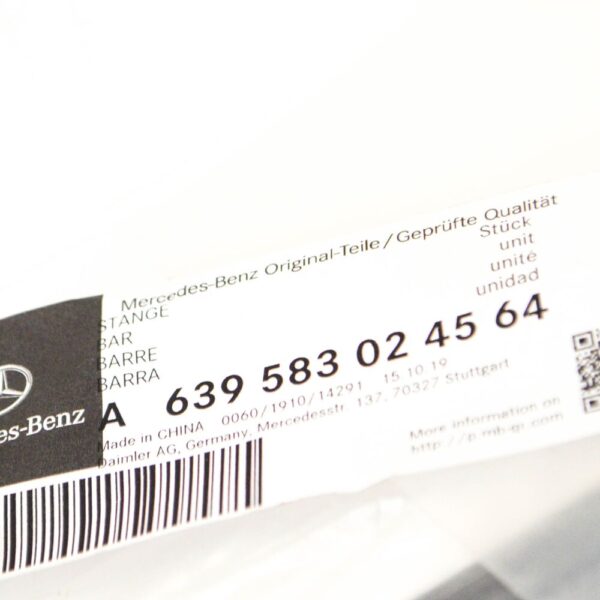 Mercedes-Benz Original-Teile/Geprüfte Qualität
STANGE Stück
BAR unit
BARRE unité
BARRA unidad
A 639 583 02 45 64
Made in CHINA 0060/1910/14291 15.10.19
Daimler AG, Germany, Mercedesstr. 137, 70327 Stuttgart
More information on
http://p.mb-qr.com
es-Benz